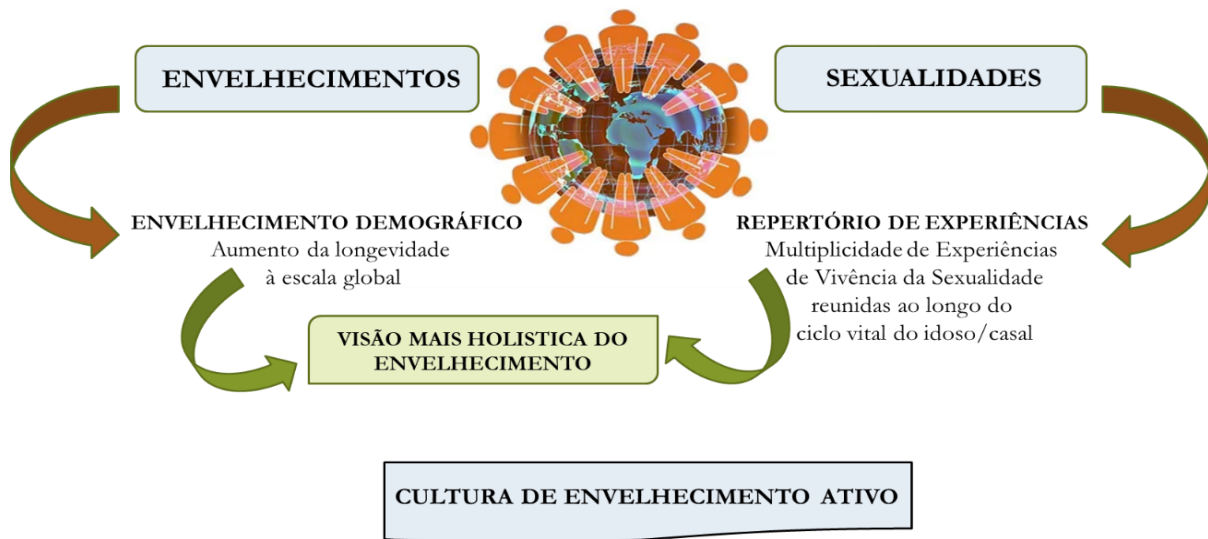 ENVELHECIMENTOS
SEXUALIDADES
ENVELHECIMENTO DEMOGRÁFICO
Aumento da longevidade
à escala global
REPERTÓRIO DE EXPERIÊNCIAS
Multiplicidade de Experiências
de Vivência da Sexualidade
reunidas ao longo do
ciclo vital do idoso/casal
VISÃO MAIS HOLISTICA DO
ENVELHECIMENTO
CULTURA DE ENVELHECIMENTO ATIVO